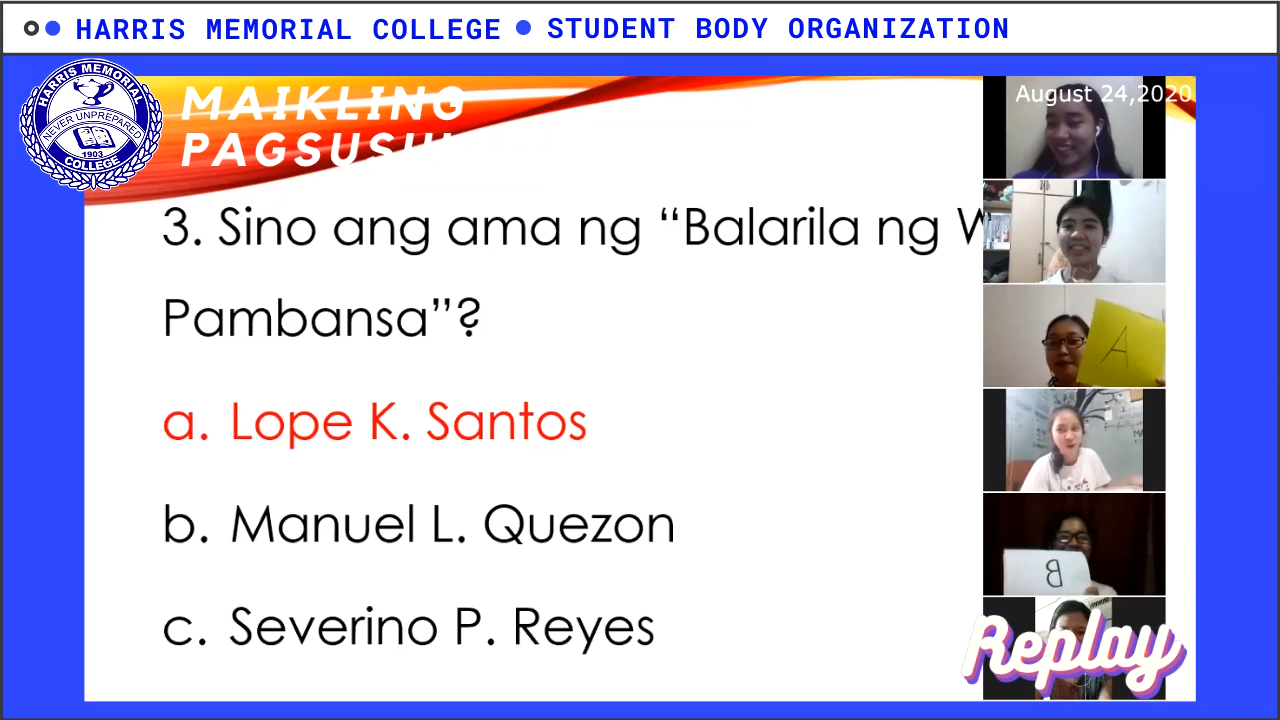 HARRIS MEMORIAL COLLEGE STUDENT BODY ORGANIZATION
HARRIS MEMORIAL
NEVER UNPREPARED
1903
COLLEGE
MAIKLING
August 24,2020
3. Sino ang ama ng “Balarila ng
Pambansa”?
A
a. Lope K. Santos
b. Manuel L. Quezon
B
c. Severino P. Reyes
Replay